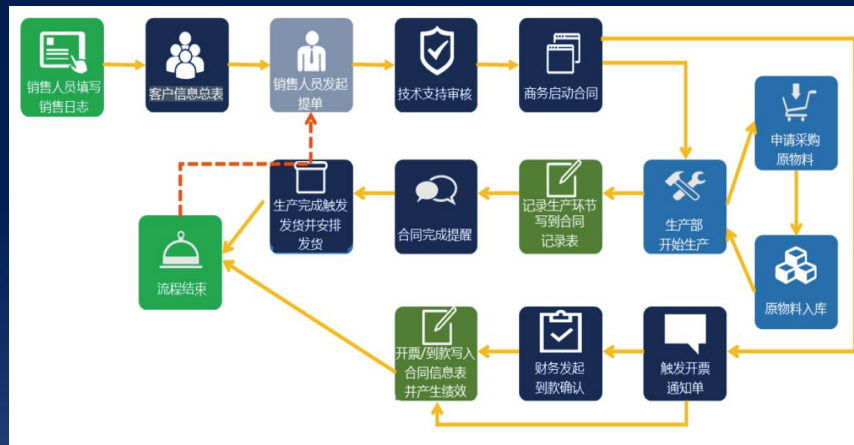 销售人员填写
销售日志
客户信息总表
销售人员发起
提单
技术支持审核
商务启动合同
申请采购
原物料
生产完成触发
发货并安排
发货
合同完成提醒
记录生产环节
写到合同
记录表
生产部
开始生产
流程结束
原物料入库
开票/到款写入
合同信息表
并产生绩效
财务发起
到款确认
触发开票
通知单